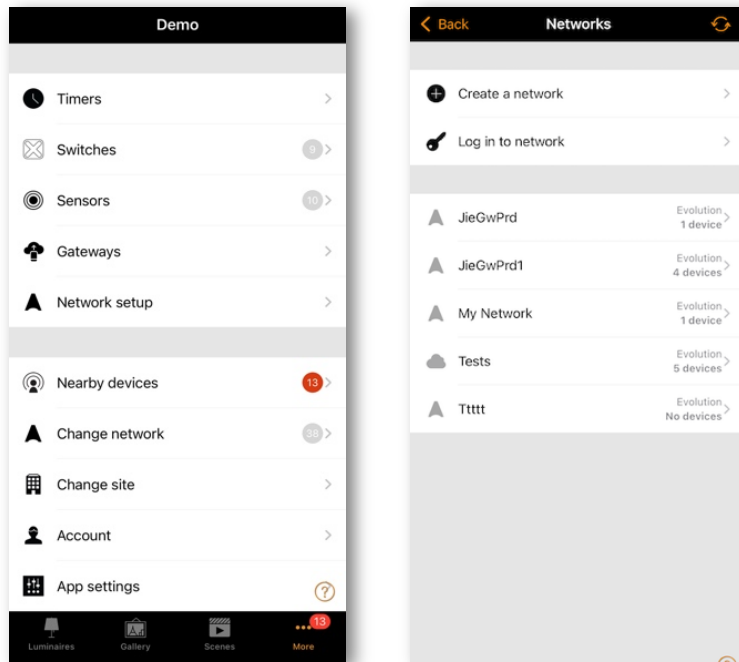 Demo
Timers
Switches 9
Sensors 10
Gateways
Network setup
Nearby devices 13
Change network 38
Change site
Account
App settings
?
13
Luminaires Gallery Scenes More
Back Networks
Create a network
Log in to network
JieGwPrd Evolution
1 device
JieGwPrd1 Evolution
4 devices
My Network Evolution
1 device
Tests Evolution
5 devices
Ttttt Evolution
No devices